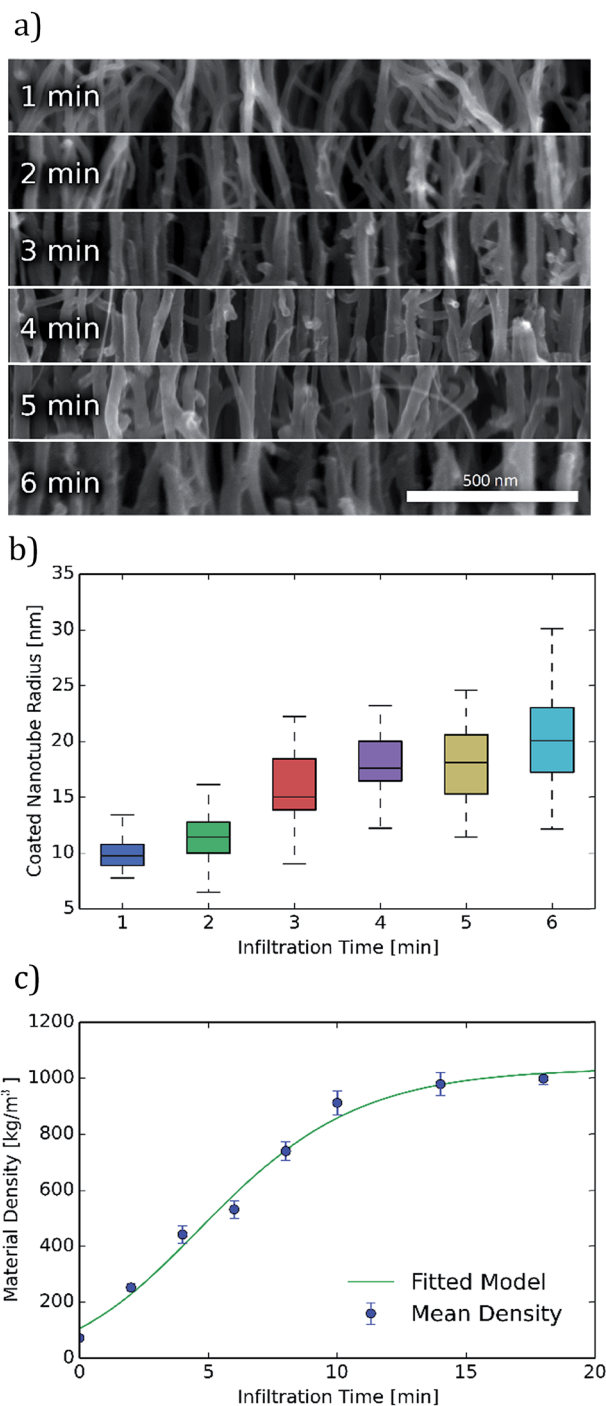 a)
1 min
2 min
3 min
4 min
5 min
6 min
500 nm
b)
35
30
25
20
15
10
5
Coated Nanotube Radius [nm]
1 2 3 4 5 6
Infiltration Time [min]
c)
1200
1000
800
600
400
200
0
Material Density [kg/m³]
Fitted Model
Mean Density
0 5 10 15 20
Infiltration Time [min]